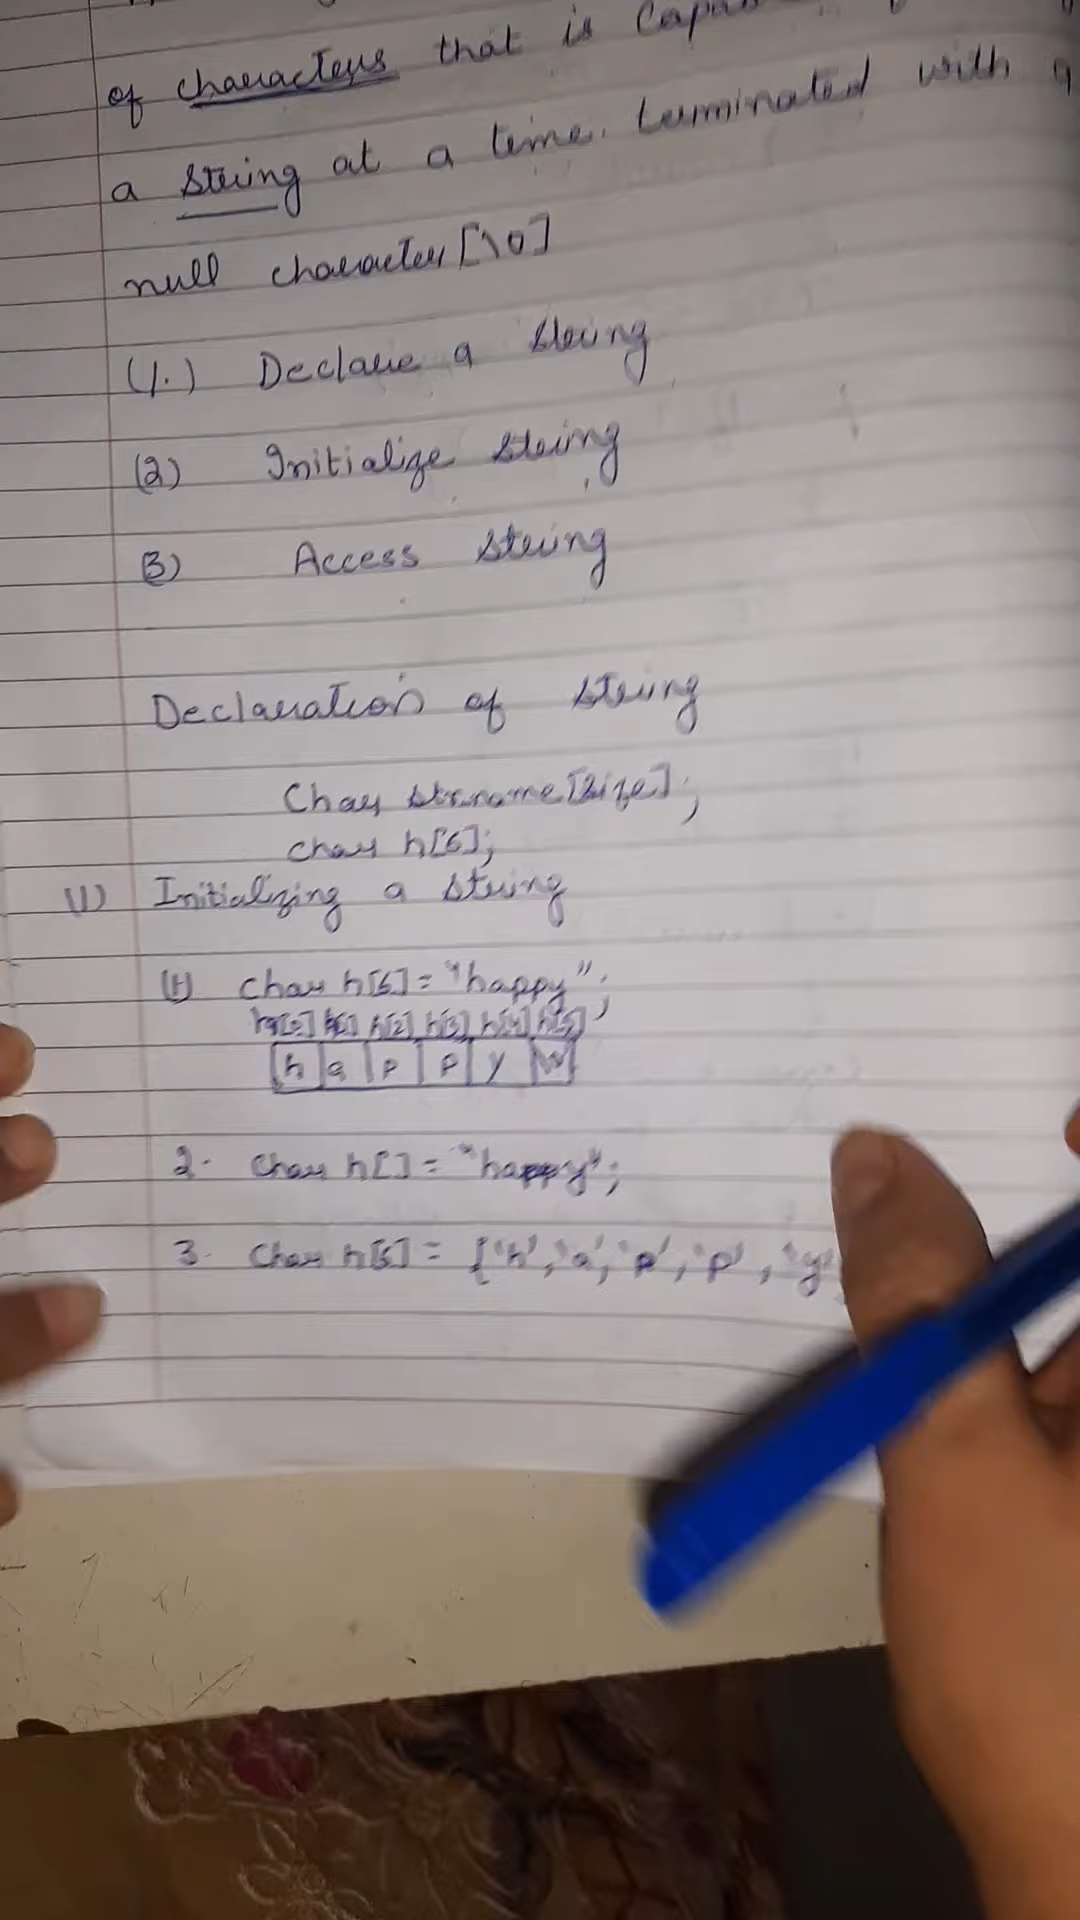 of characters that is
a string at a time. terminated with a
null character [\0]
(1.) Declare a string
(2) Initialize string
(3) Access string
Declaration of string
Char strname[size];
char h[6];
(1) Initializing a string
(1) char h[6] = "happy";
h[0] h[1] h[2] h[3] h[4] h[5]
h a p p y \0
2. Char h[] = "happy";
3. Char h[6] = {'h', 'a', 'p', 'p', 'y'